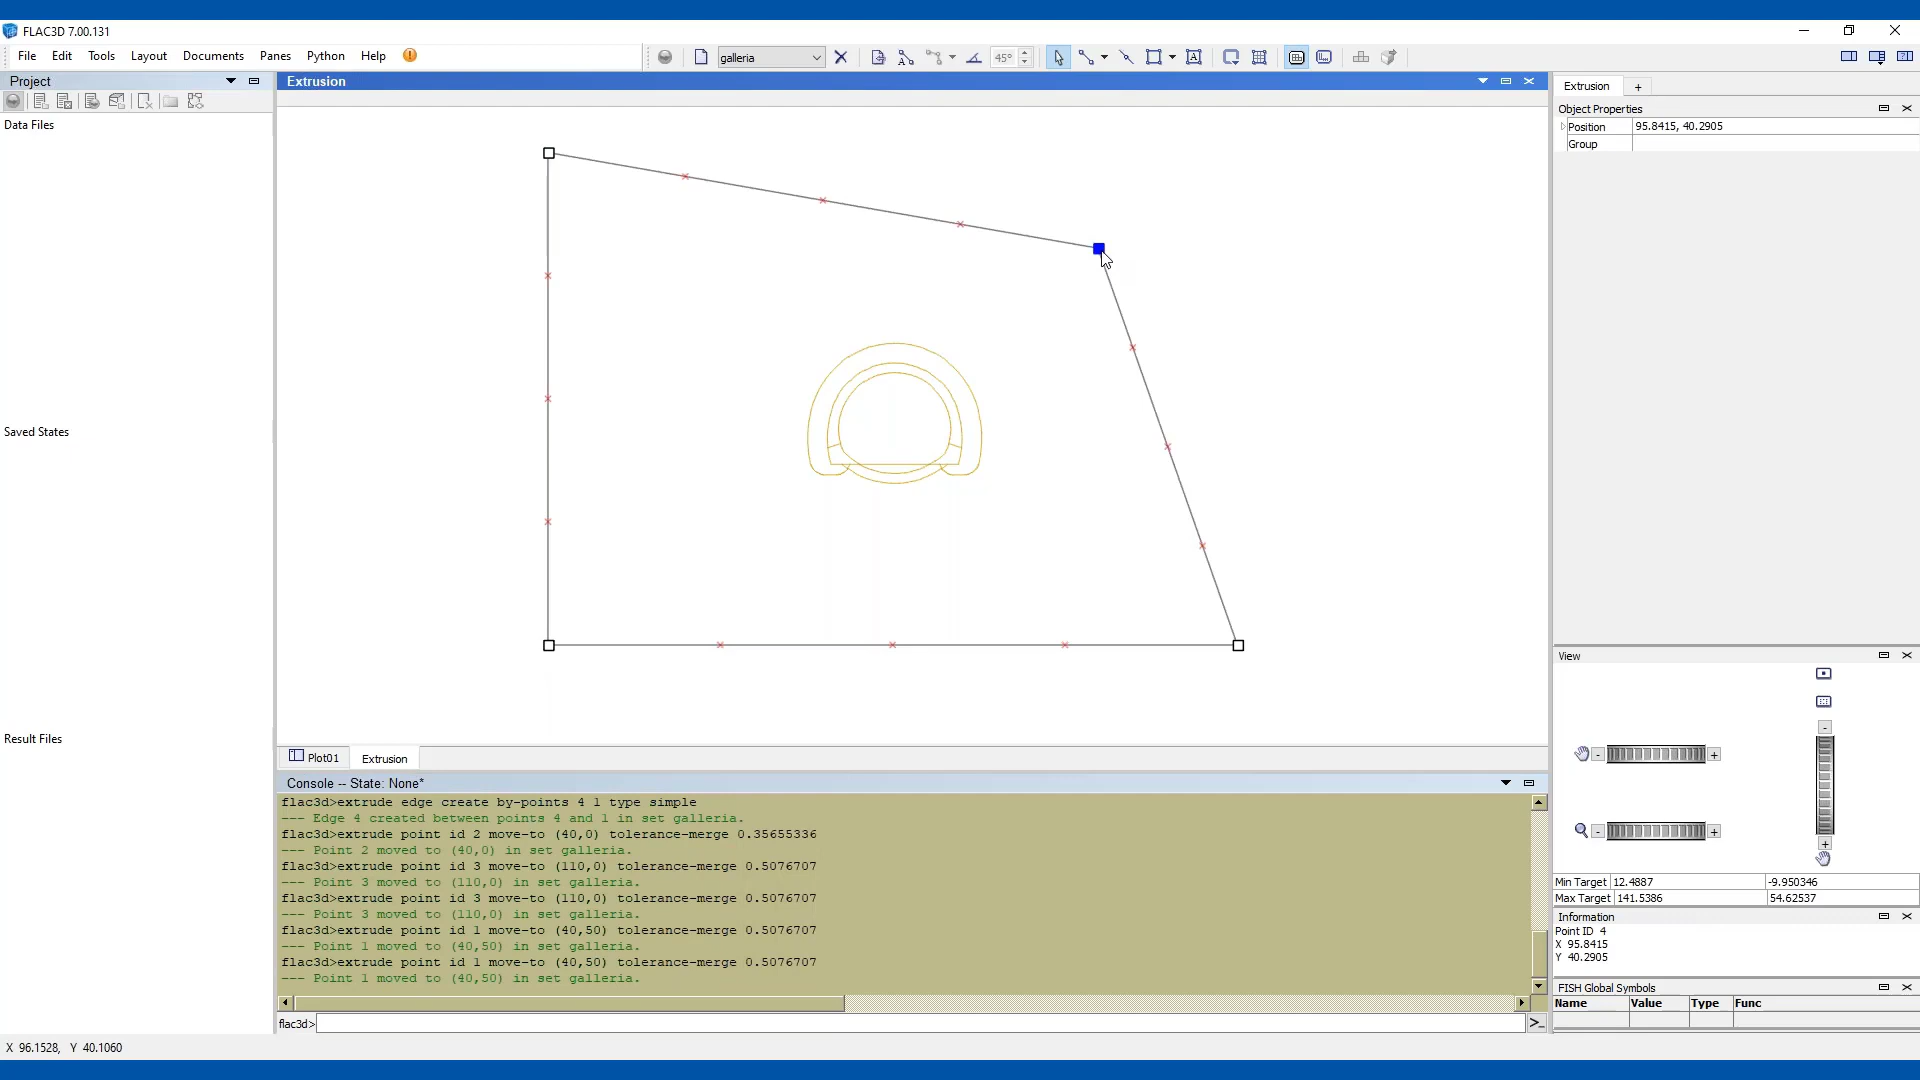 FLAC3D 7.00.131
File Edit Tools Layout Documents Panes Python Help
galleria
45°
Project
Data Files
Saved States
Result Files
Extrusion
Plot01
Extrusion
Console -- State: None*
flac3d>extrude edge create by-points 4 1 type simple
--- Edge 4 created between points 4 and 1 in set galleria.
flac3d>extrude point id 2 move-to (40,0) tolerance-merge 0.35655336
--- Point 2 moved to (40,0) in set galleria.
flac3d>extrude point id 3 move-to (110,0) tolerance-merge 0.5076707
--- Point 3 moved to (110,0) in set galleria.
flac3d>extrude point id 3 move-to (110,0) tolerance-merge 0.5076707
--- Point 3 moved to (110,0) in set galleria.
flac3d>extrude point id 1 move-to (40,50) tolerance-merge 0.5076707
--- Point 1 moved to (40,50) in set galleria.
flac3d>extrude point id 1 move-to (40,50) tolerance-merge 0.5076707
--- Point 1 moved to (40,50) in set galleria.
flac3d>
X 96.1528, Y 40.1060
Extrusion +
Object Properties
Position 95.8415, 40.2905
Group
View
Min Target 12.4887 -9.950346
Max Target 141.5386 54.62537
Information
Point ID 4
X 95.8415
Y 40.2905
FISH Global Symbols
Name Value Type Func